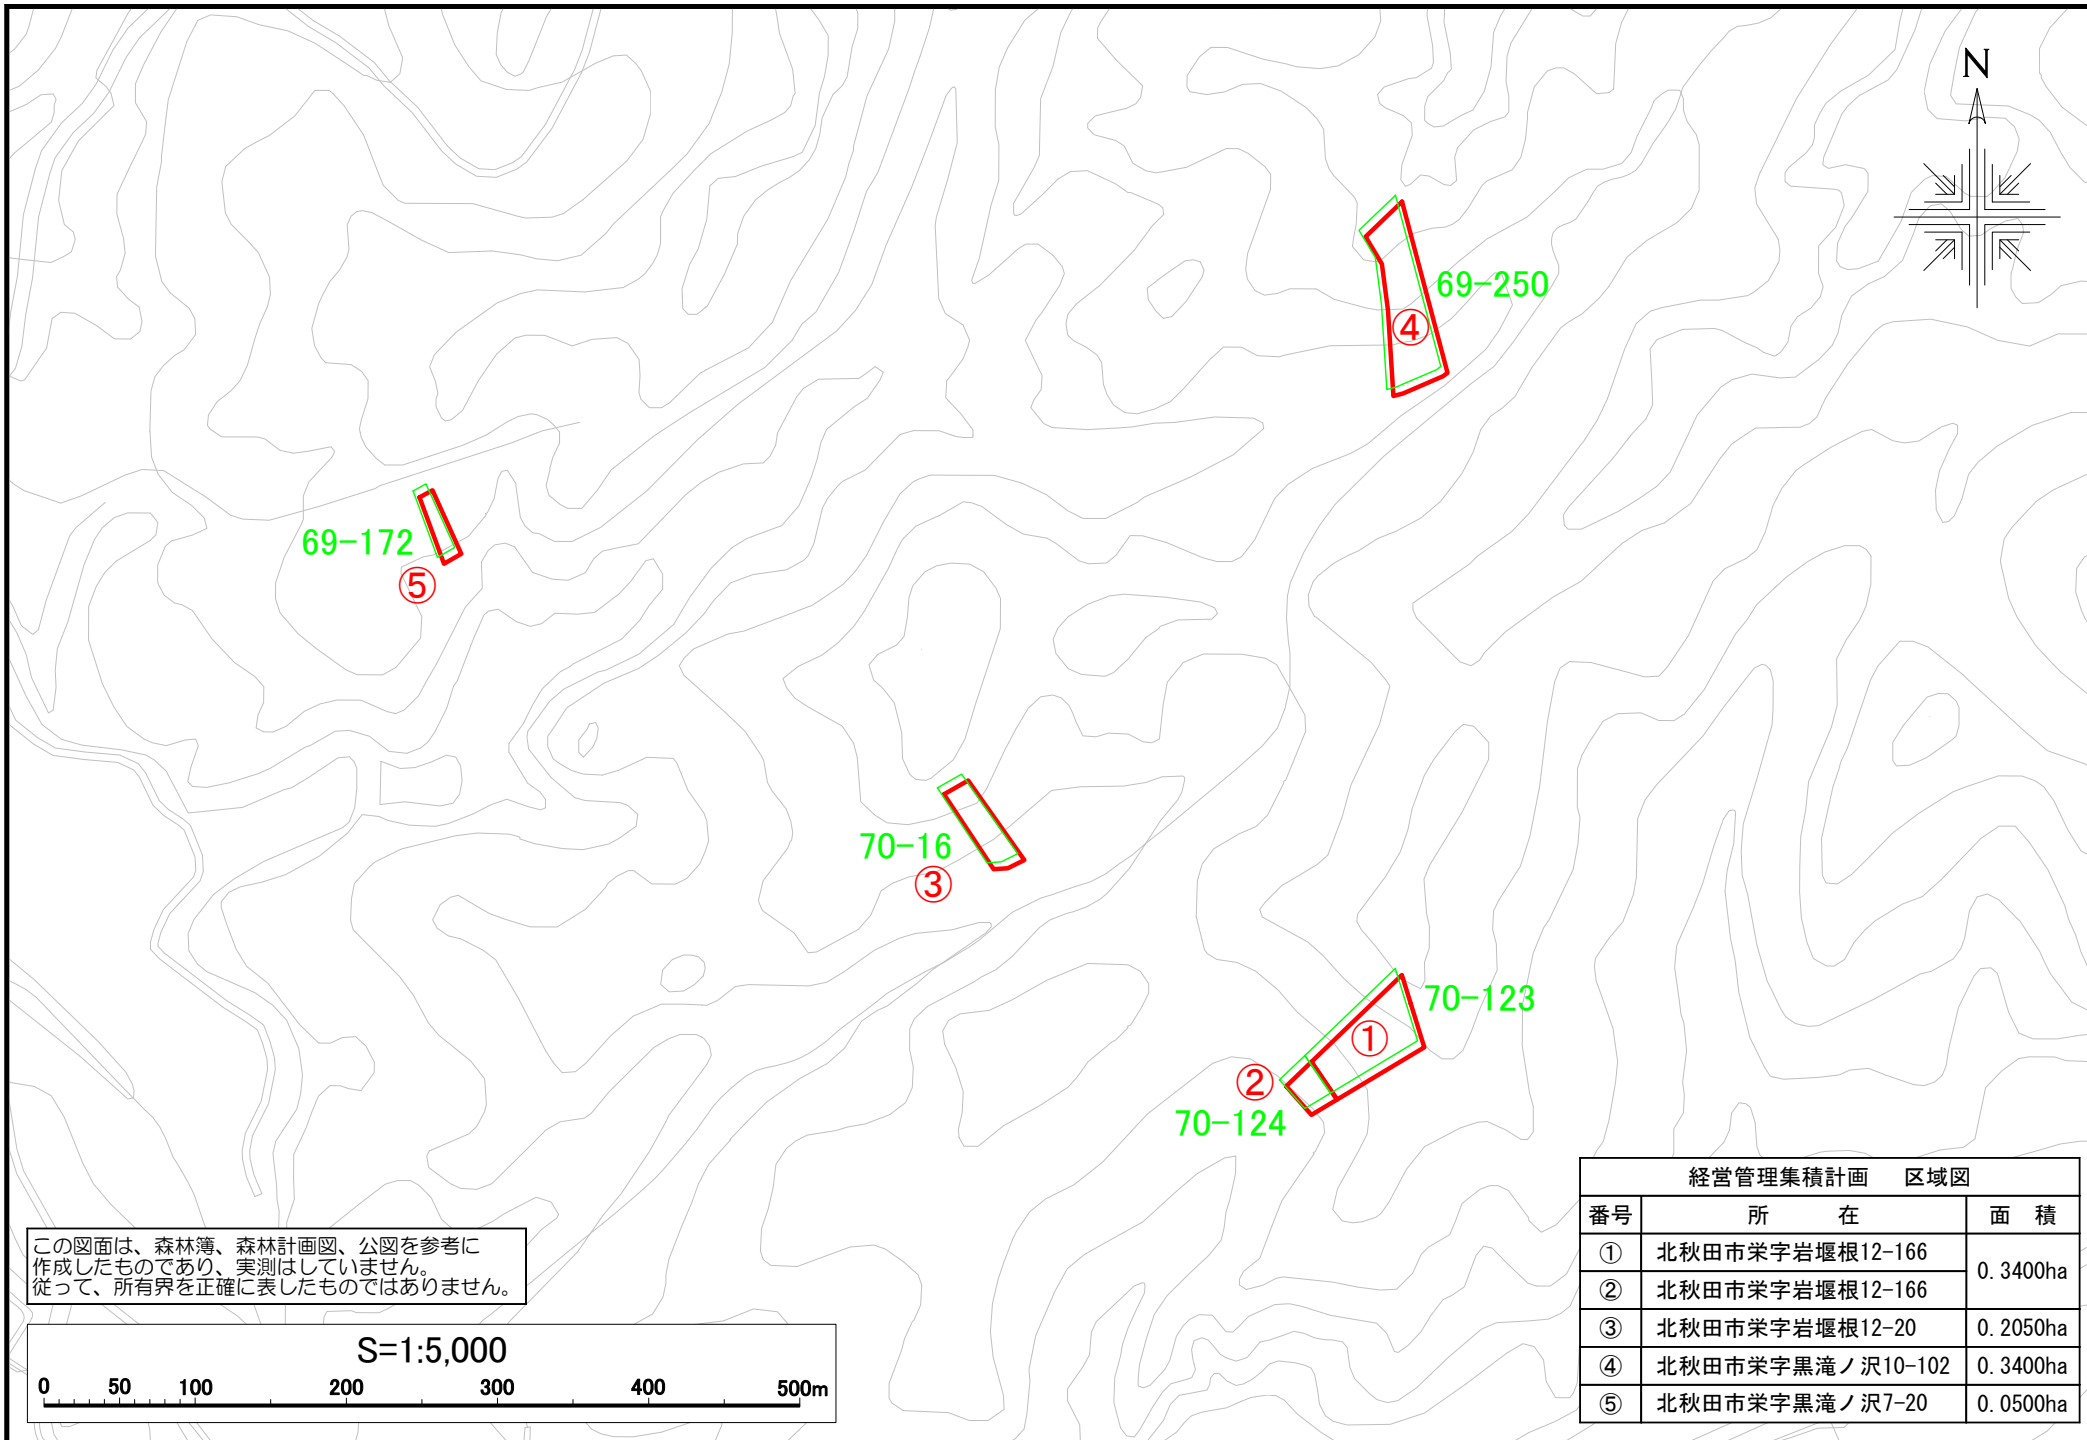 N
69-250
④
69-172
⑤
70-16
③
70-123
①
②
70-124
経営管理集積計画 区域図
番号 所 在 面 積
① 北秋田市栄字岩堰根12-166 0.3400ha
② 北秋田市栄字岩堰根12-166
③ 北秋田市栄字岩堰根12-20 0.2050ha
④ 北秋田市栄字黒滝ノ沢10-102 0.3400ha
⑤ 北秋田市栄字黒滝ノ沢7-20 0.0500ha
この図面は、森林簿、森林計画図、公図を参考に
作成したものであり、実測はしていません。
従って、所有界を正確に表したものではありません。
S=1:5,000
0 50 100 200 300 400 500m